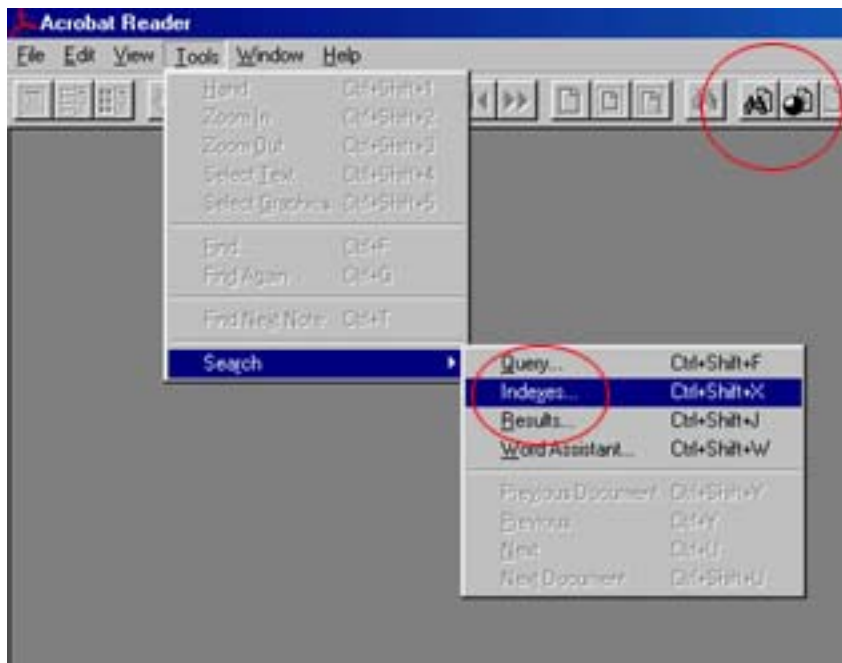 Acrobat Reader
File Edit View Tools Window Help
Hand Ctrl+Shift+1
Zoom In Ctrl+Shift+2
Zoom Out Ctrl+Shift+3
Select Text Ctrl+Shift+4
Select Graphics Ctrl+Shift+5
Find Ctrl+F
Find Again Ctrl+G
Find Next Note Ctrl+T
Search
Query... Ctrl+Shift+F
Indexes... Ctrl+Shift+X
Results... Ctrl+Shift+J
Word Assistant... Ctrl+Shift+W
Previous Document Ctrl+Shift+Y
Previous Ctrl+Y
Next Ctrl+U
Next Document Ctrl+Shift+U